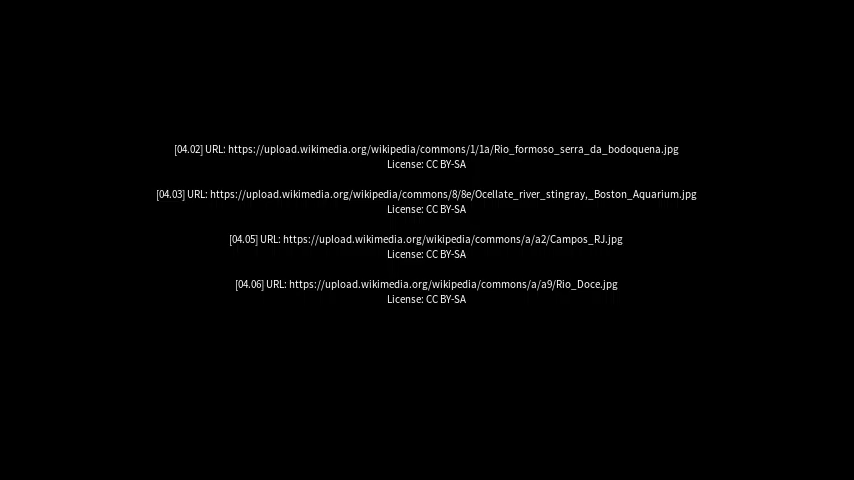 [04.02] URL: https://upload.wikimedia.org/wikipedia/commons/1/1a/Rio_formoso_serra_da_bodoquena.jpg
License: CC BY-SA
[04.03] URL: https://upload.wikimedia.org/wikipedia/commons/8/8e/Ocellate_river_stingray,_Boston_Aquarium.jpg
License: CC BY-SA
[04.05] URL: https://upload.wikimedia.org/wikipedia/commons/a/a2/Campos_RJ.jpg
License: CC BY-SA
[04.06] URL: https://upload.wikimedia.org/wikipedia/commons/a/a9/Rio_Doce.jpg
License: CC BY-SA